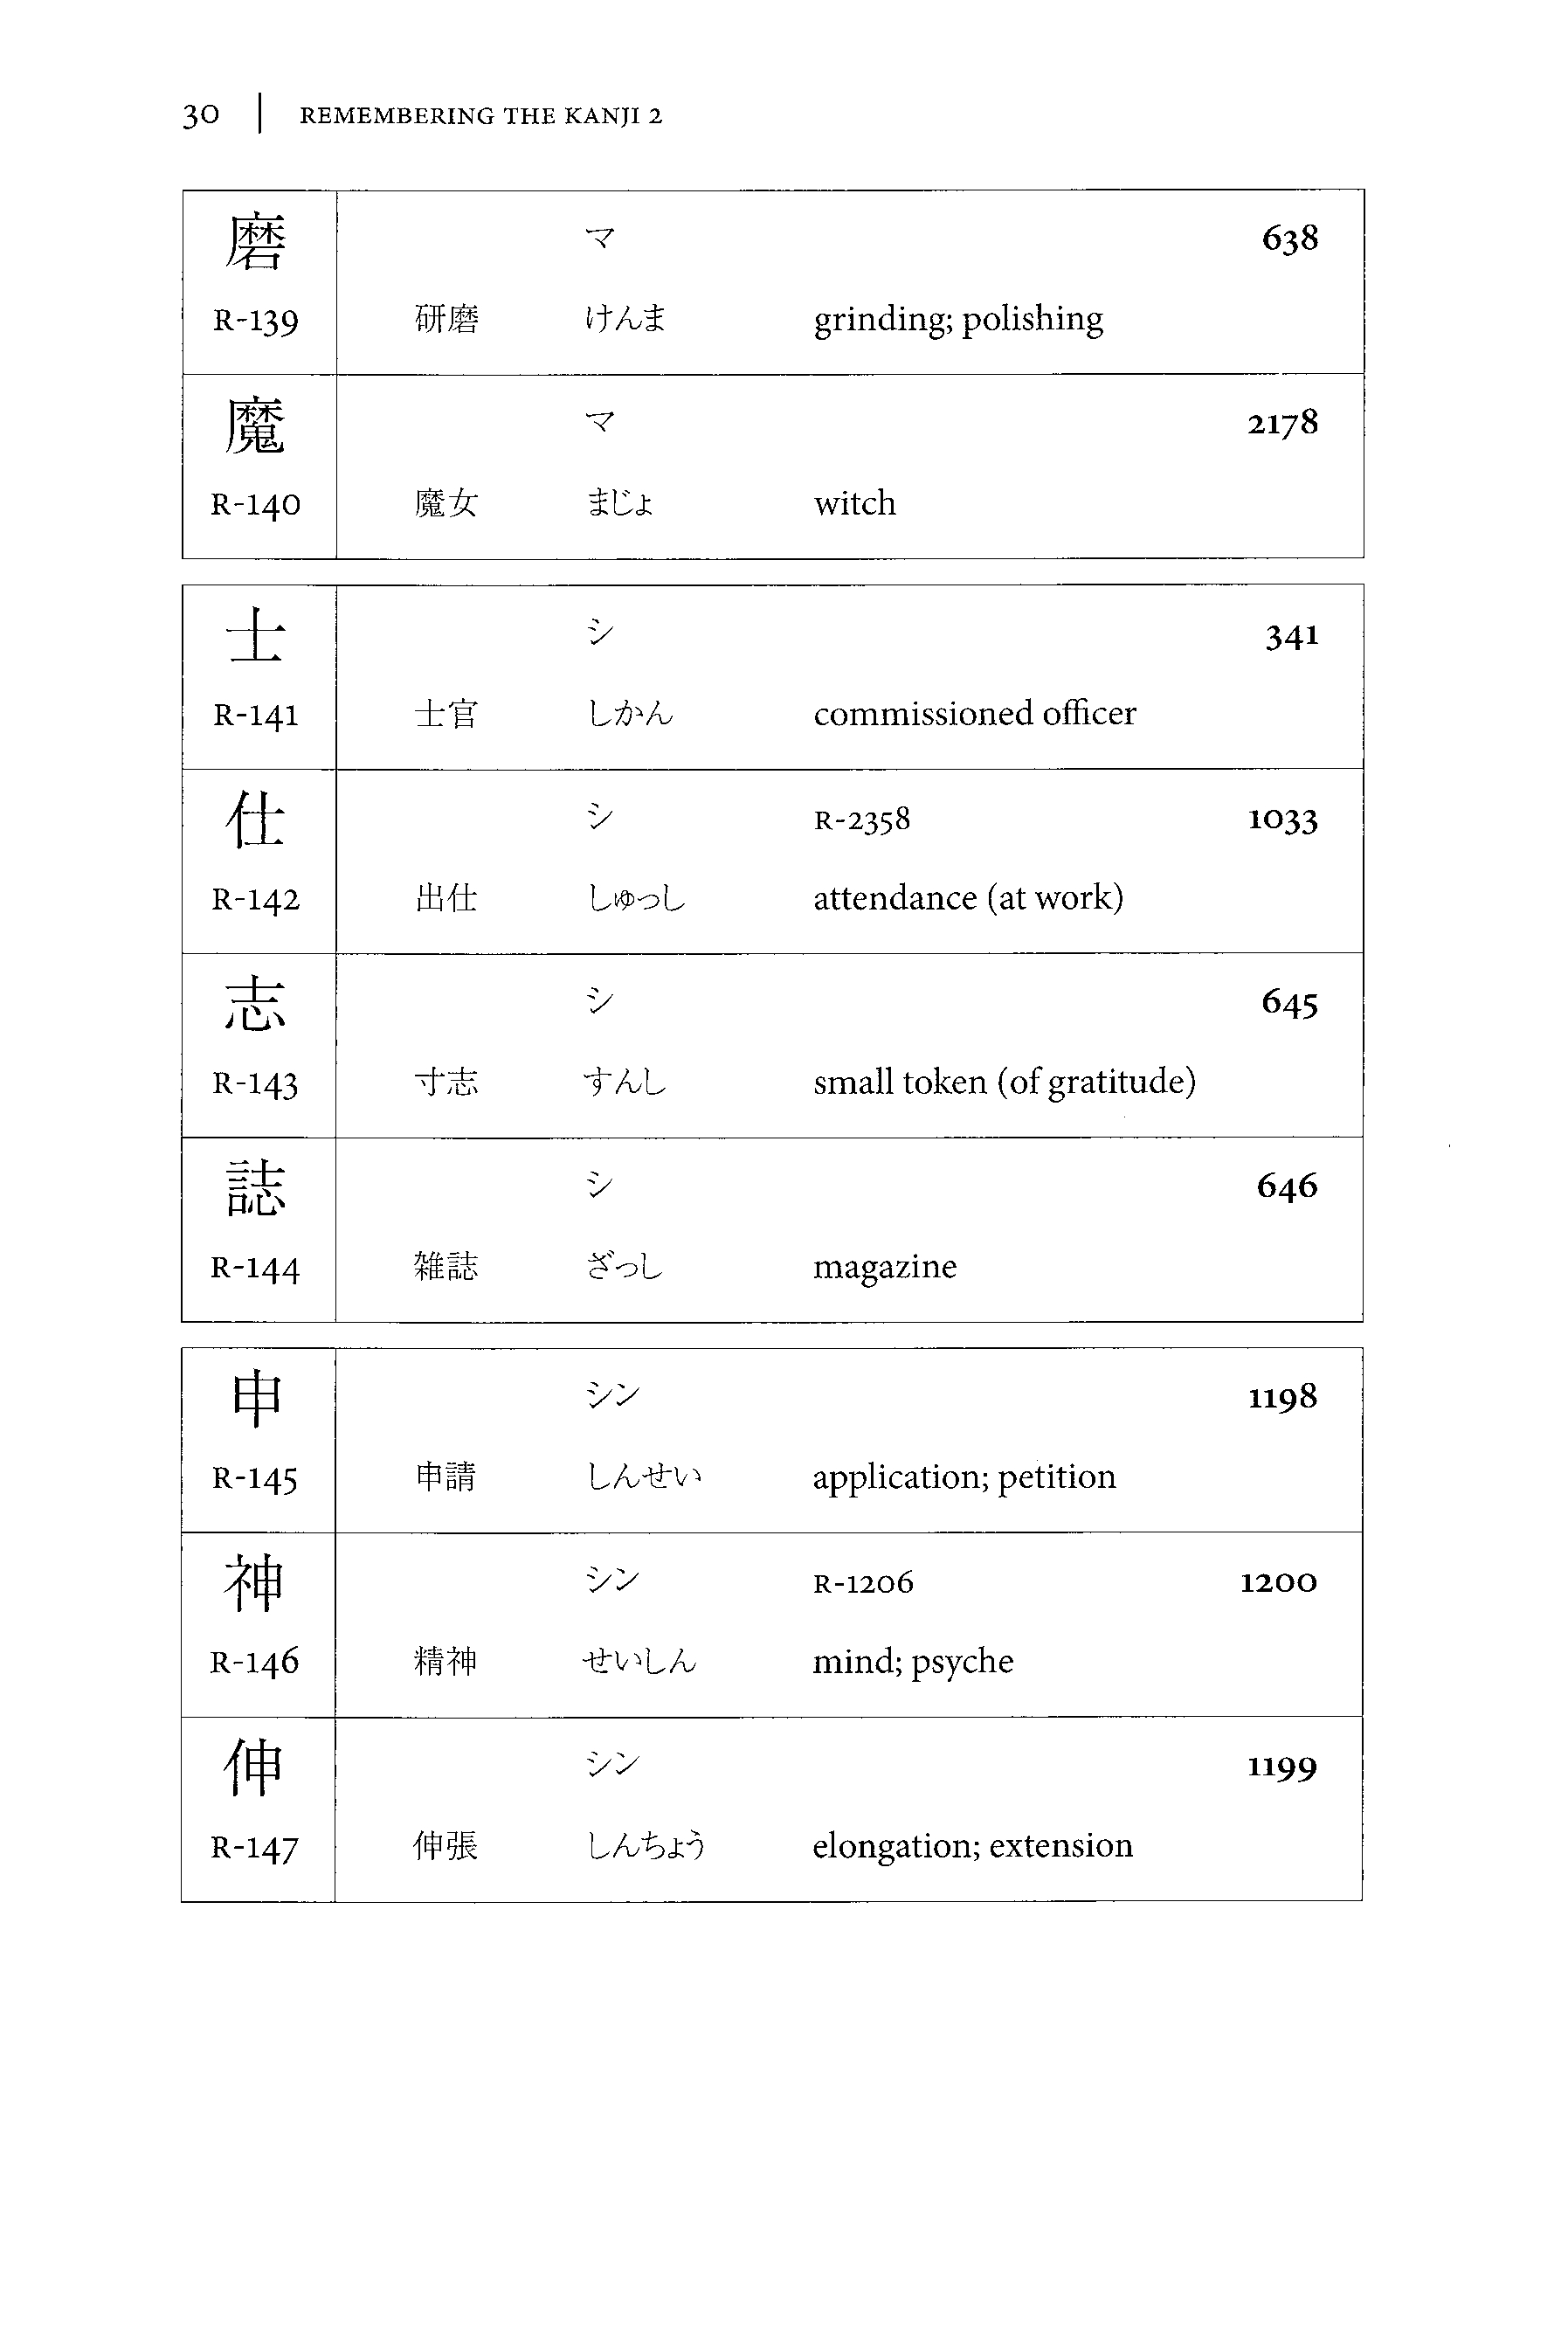 30 | REMEMBERING THE KANJI 2
磨 マ 638
R-139 研磨 けんま grinding; polishing
魔 マ 2178
R-140 魔女 まじょ witch
士 シ 341
R-141 士官 しかん commissioned officer
仕 シ R-2358 1033
R-142 出仕 しゅっし attendance (at work)
志 シ 645
R-143 寸志 すんし small token (of gratitude)
誌 シ 646
R-144 雑誌 ざっし magazine
申 シン 1198
R-145 申請 しんせい application; petition
神 シン R-1206 1200
R-146 精神 せいしん mind; psyche
伸 シン 1199
R-147 伸張 しんちょう elongation; extension